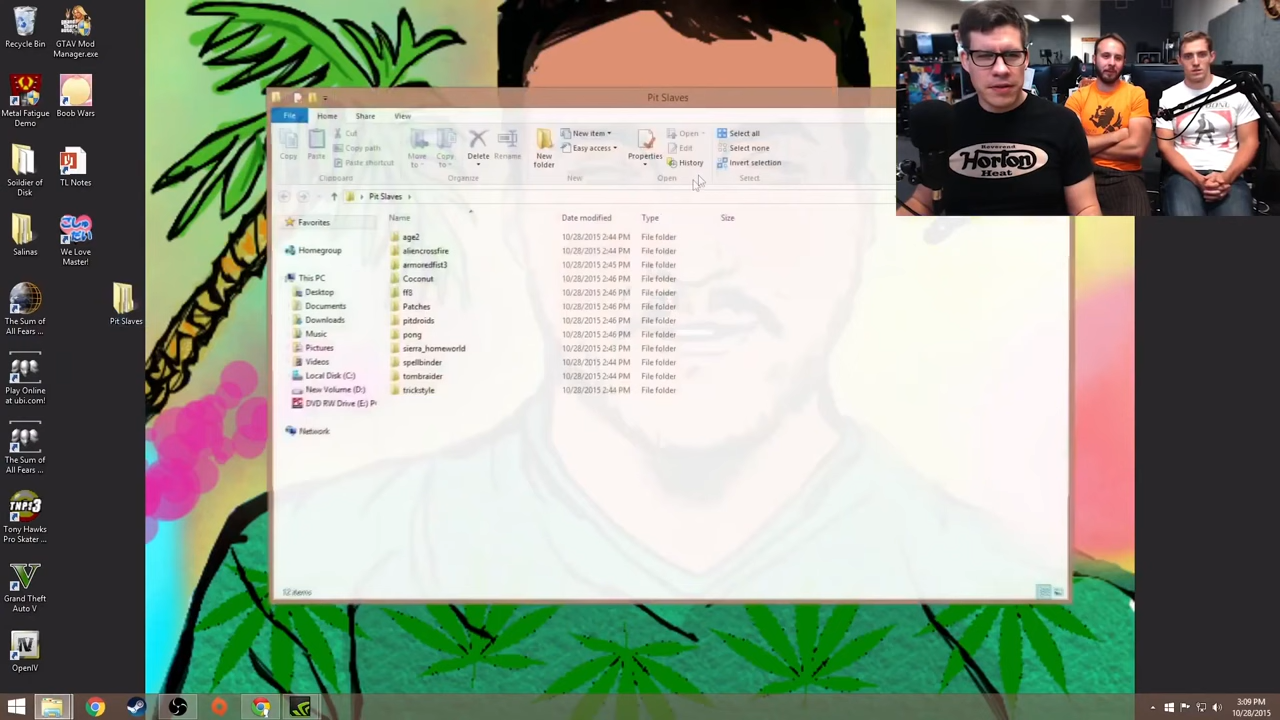 Recycle Bin
GTAV Mod
Manager.exe
Metal Fatigue
Demo
Boob Wars
Soldier of
Disk
TL Notes
Salinas
We Love
Master!
The Sum of
All Fears ...
Pit Slaves
Play Online
at ubi.com!
The Sum of
All Fears ...
Tony Hawks
Pro Skater ...
Grand Theft
Auto V
OpenIV
Pit Slaves
File Home Share View
Copy
Paste
Cut
Copy path
Paste shortcut
Clipboard
Move
to
Copy
to
Delete
Rename
Organize
New
folder
New item
Easy access
New
Properties
Open
Edit
History
Open
Select all
Select none
Invert selection
Select
Pit Slaves
Name Date modified Type Size
Favorites
Homegroup
This PC
Desktop
Documents
Downloads
Music
Pictures
Videos
Local Disk (C:)
New Volume (D:)
DVD RW Drive (E:) P
Network
age2 10/28/2015 2:44 PM File folder
aliencrossfire 10/28/2015 2:44 PM File folder
armoredfist3 10/28/2015 2:45 PM File folder
Coconut 10/28/2015 2:46 PM File folder
ff8 10/28/2015 2:46 PM File folder
Patches 10/28/2015 2:46 PM File folder
pitdroids 10/28/2015 2:46 PM File folder
pong 10/28/2015 2:46 PM File folder
sierra_homeworld 10/28/2015 2:43 PM File folder
spellbinder 10/28/2015 2:44 PM File folder
tombraider 10/28/2015 2:44 PM File folder
trickstyle 10/28/2015 2:44 PM File folder
12 items
Reverend
Horton
Heat
3:09 PM
10/28/2015